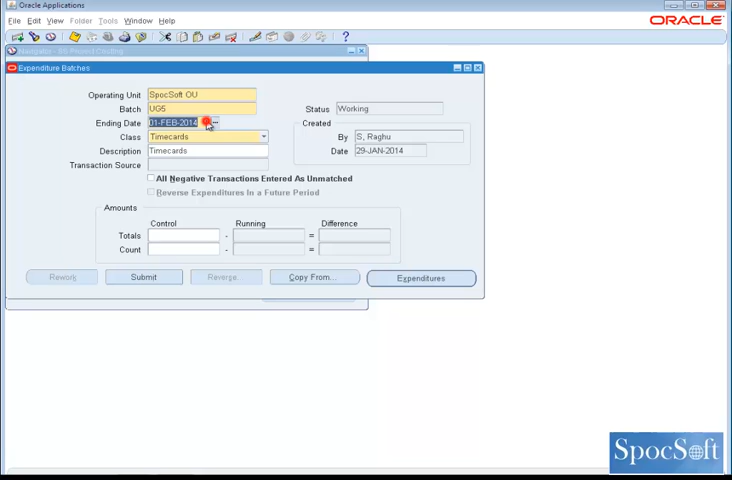 Oracle Applications
File Edit View Folder Tools Window Help
ORACLE
Expenditure Batches
Operating Unit SpocSoft OU
Batch UG5
Status Working
Ending Date 01-FEB-2014
Created
Class Timecards
By S, Raghu
Description Timecards
Date 29-JAN-2014
Transaction Source
All Negative Transactions Entered As Unmatched
Reverse Expenditures In a Future Period
Amounts
Control Running Difference
Totals - =
Count - =
Rework Submit Reverse... Copy From... Expenditures
SpocSoft